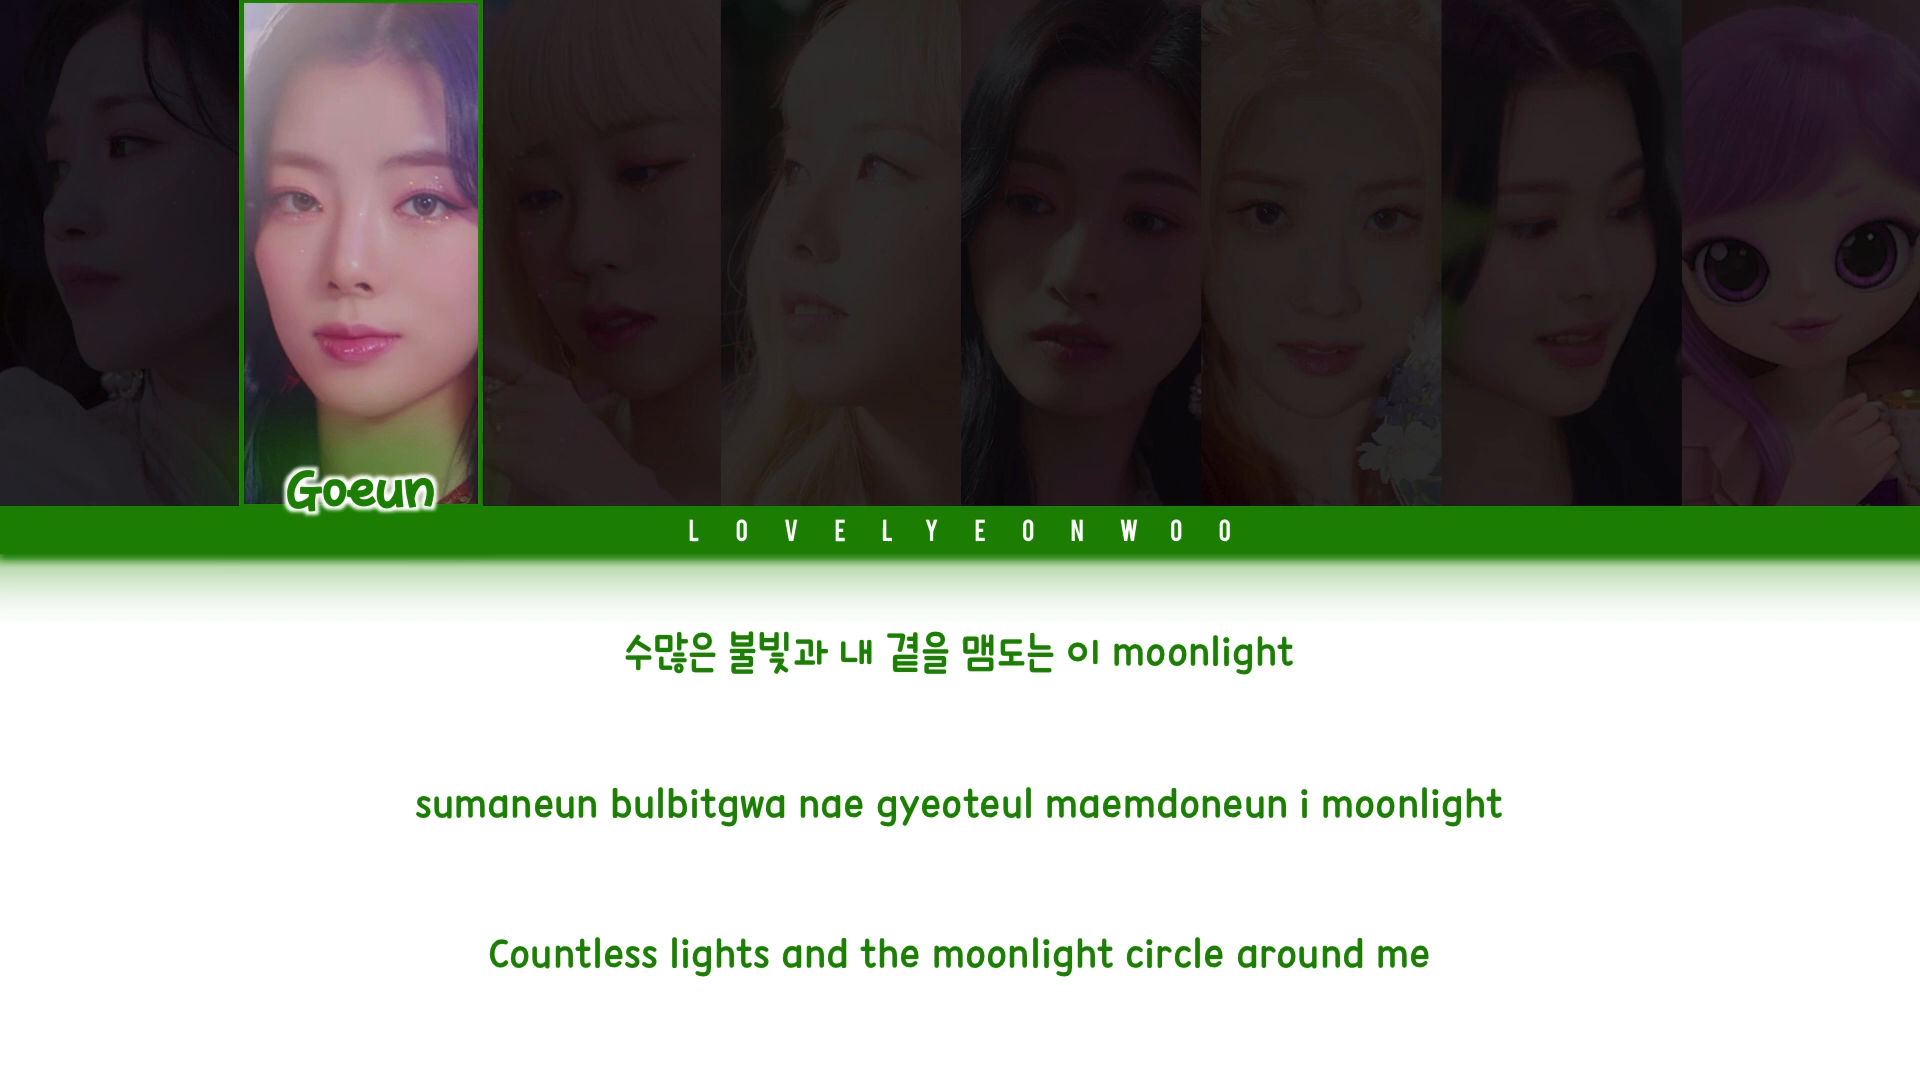 Goeun
LOVELYEONWOO
수많은 불빛과 내 곁을 맴도는 이 moonlight
sumaneun bulbitgwa nae gyeoteul maemdoneun i moonlight
Countless lights and the moonlight circle around me